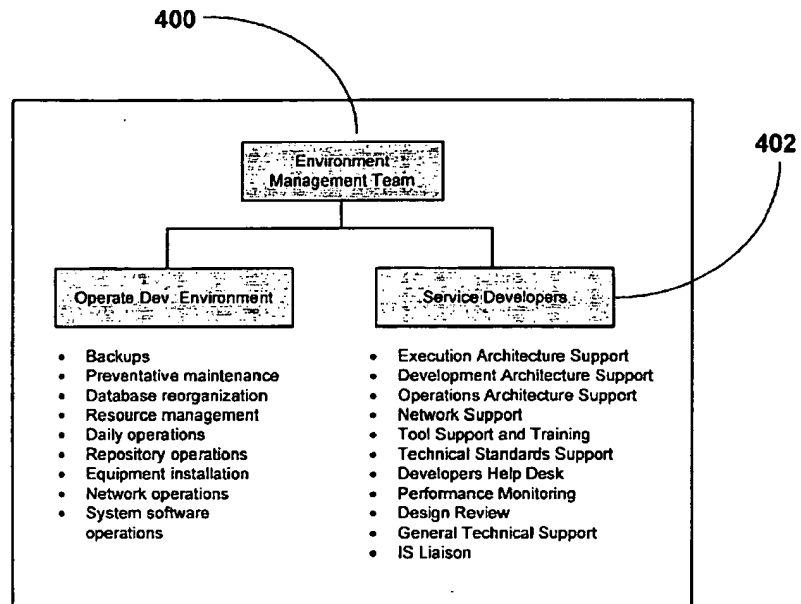 400
402
Environment
Management Team
Operate Dev. Environment
Service Developers
• Backups
• Preventative maintenance
• Database reorganization
• Resource management
• Daily operations
• Repository operations
• Equipment installation
• Network operations
• System software
operations
• Execution Architecture Support
• Development Architecture Support
• Operations Architecture Support
• Network Support
• Tool Support and Training
• Technical Standards Support
• Developers Help Desk
• Performance Monitoring
• Design Review
• General Technical Support
• IS Liaison